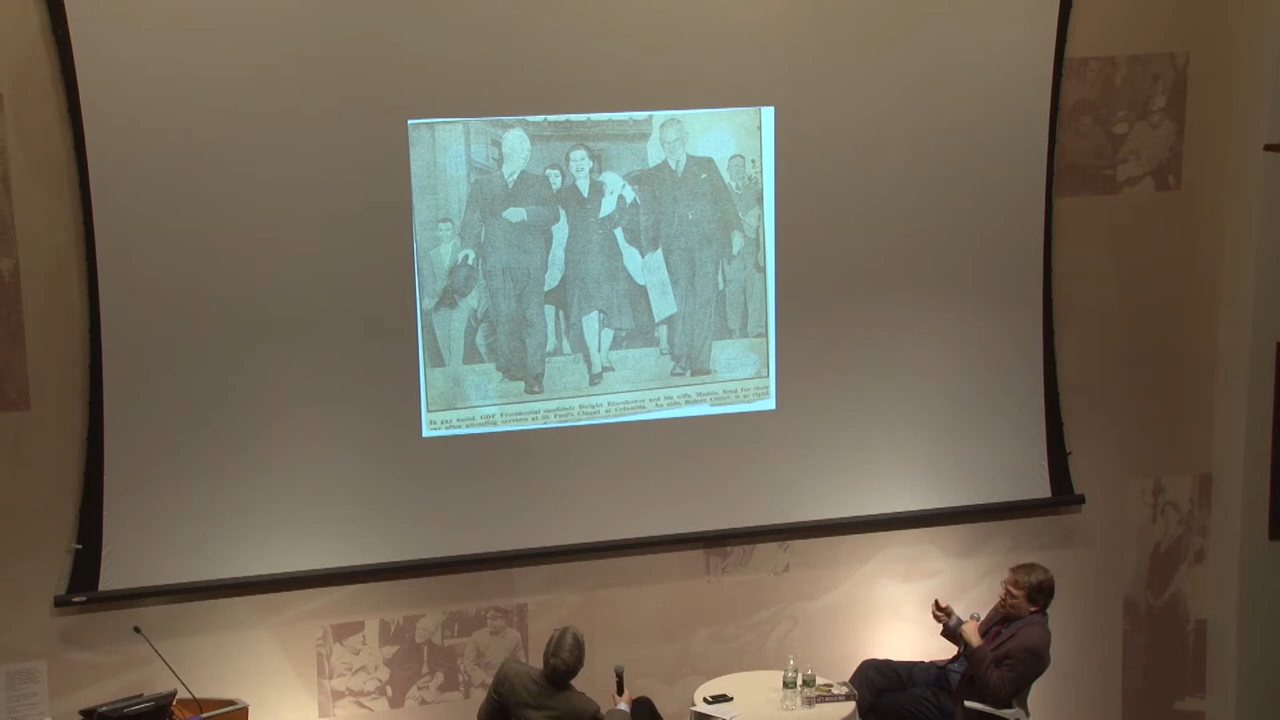 In gay mood, GOP Presidential candidate Dwight Eisenhower and his wife, Mamie, head for their
car after attending services at St. Paul's Chapel at Columbia. An aide, Robert Cutler, is at right